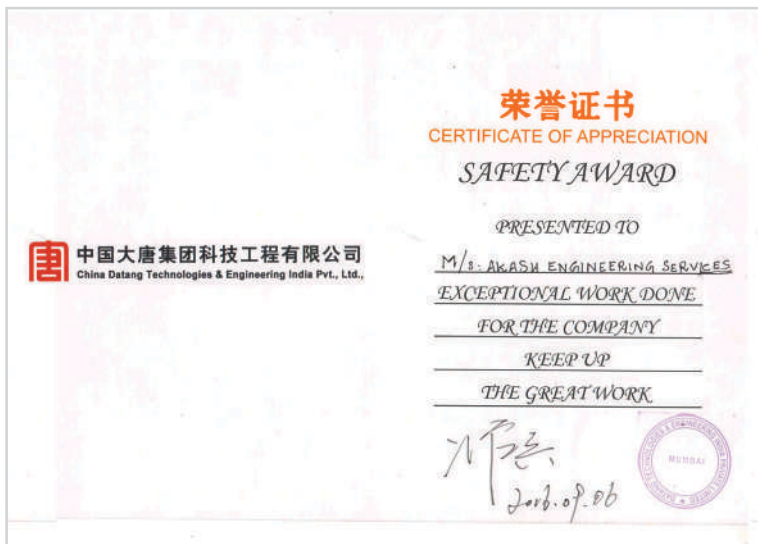 中国大唐集团科技工程有限公司
China Datang Technologies & Engineering India Pvt., Ltd.,
荣誉证书
CERTIFICATE OF APPRECIATION
SAFETY AWARD
PRESENTED TO
M/s. AKASH ENGINEERING SERVICES
EXCEPTIONAL WORK DONE
FOR THE COMPANY
KEEP UP
THE GREAT WORK
MUMBAI